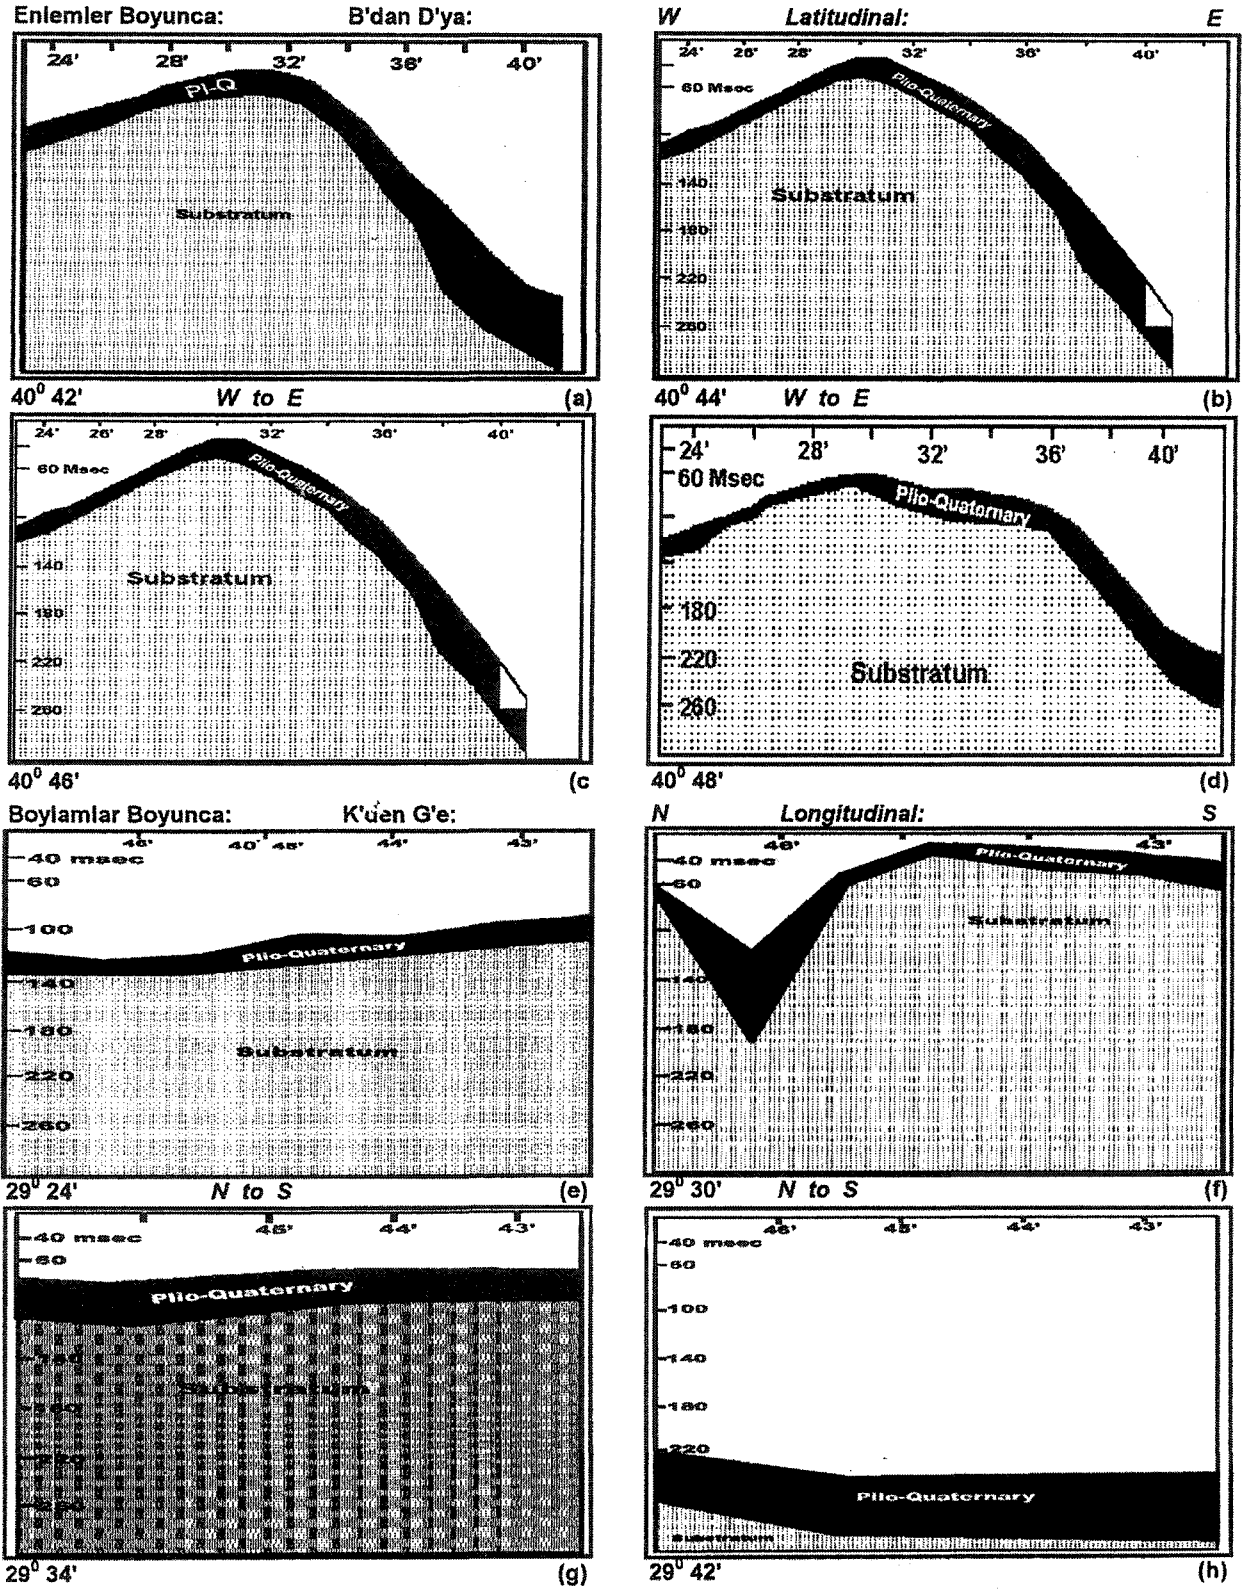 Enlemler Boyunca: B'dan D'ya:
W Latitudinal: E
24' 28' 32' 36' 40'
Pl-Q
Substratum
40⁰ 42' W to E (a)
24' 26' 28' 32' 36' 40'
60 Msec
Plio-Quaternary
140
Substratum
180
220
260
40⁰ 44' W to E (b)
24' 26' 28' 32' 36' 40'
60 Msec
Plio-Quaternary
140
Substratum
180
220
260
40⁰ 46' (c
24' 28' 32' 36' 40'
60 Msec
Plio-Quaternary
180
220
Substratum
260
40⁰ 48' (d)
Boylamlar Boyunca: K'den G'e:
N Longitudinal: S
46' 40⁰ 45' 44' 43'
40 msec
60
100
Plio-Quaternary
140
180
Substratum
220
260
29⁰ 24' N to S (e)
46' 43'
40 msec
Plio-Quaternary
60
Substratum
140
180
220
260
29⁰ 30' N to S (f)
45' 44' 43'
40 msec
60
Plio-Quaternary
Substratum
29⁰ 34' (g)
46' 45' 44' 43'
40 msec
60
100
140
180
220
Plio-Quaternary
Substratum
29⁰ 42' (h)